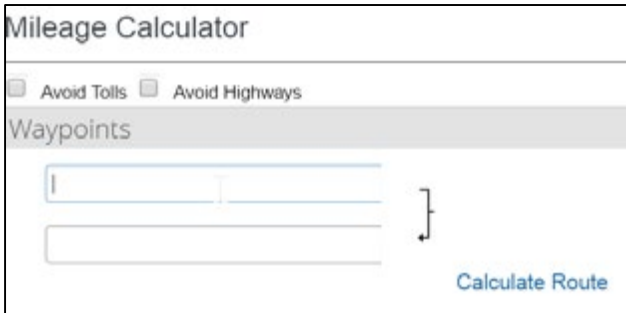 Mileage Calculator
Avoid Tolls Avoid Highways
Waypoints
Calculate Route